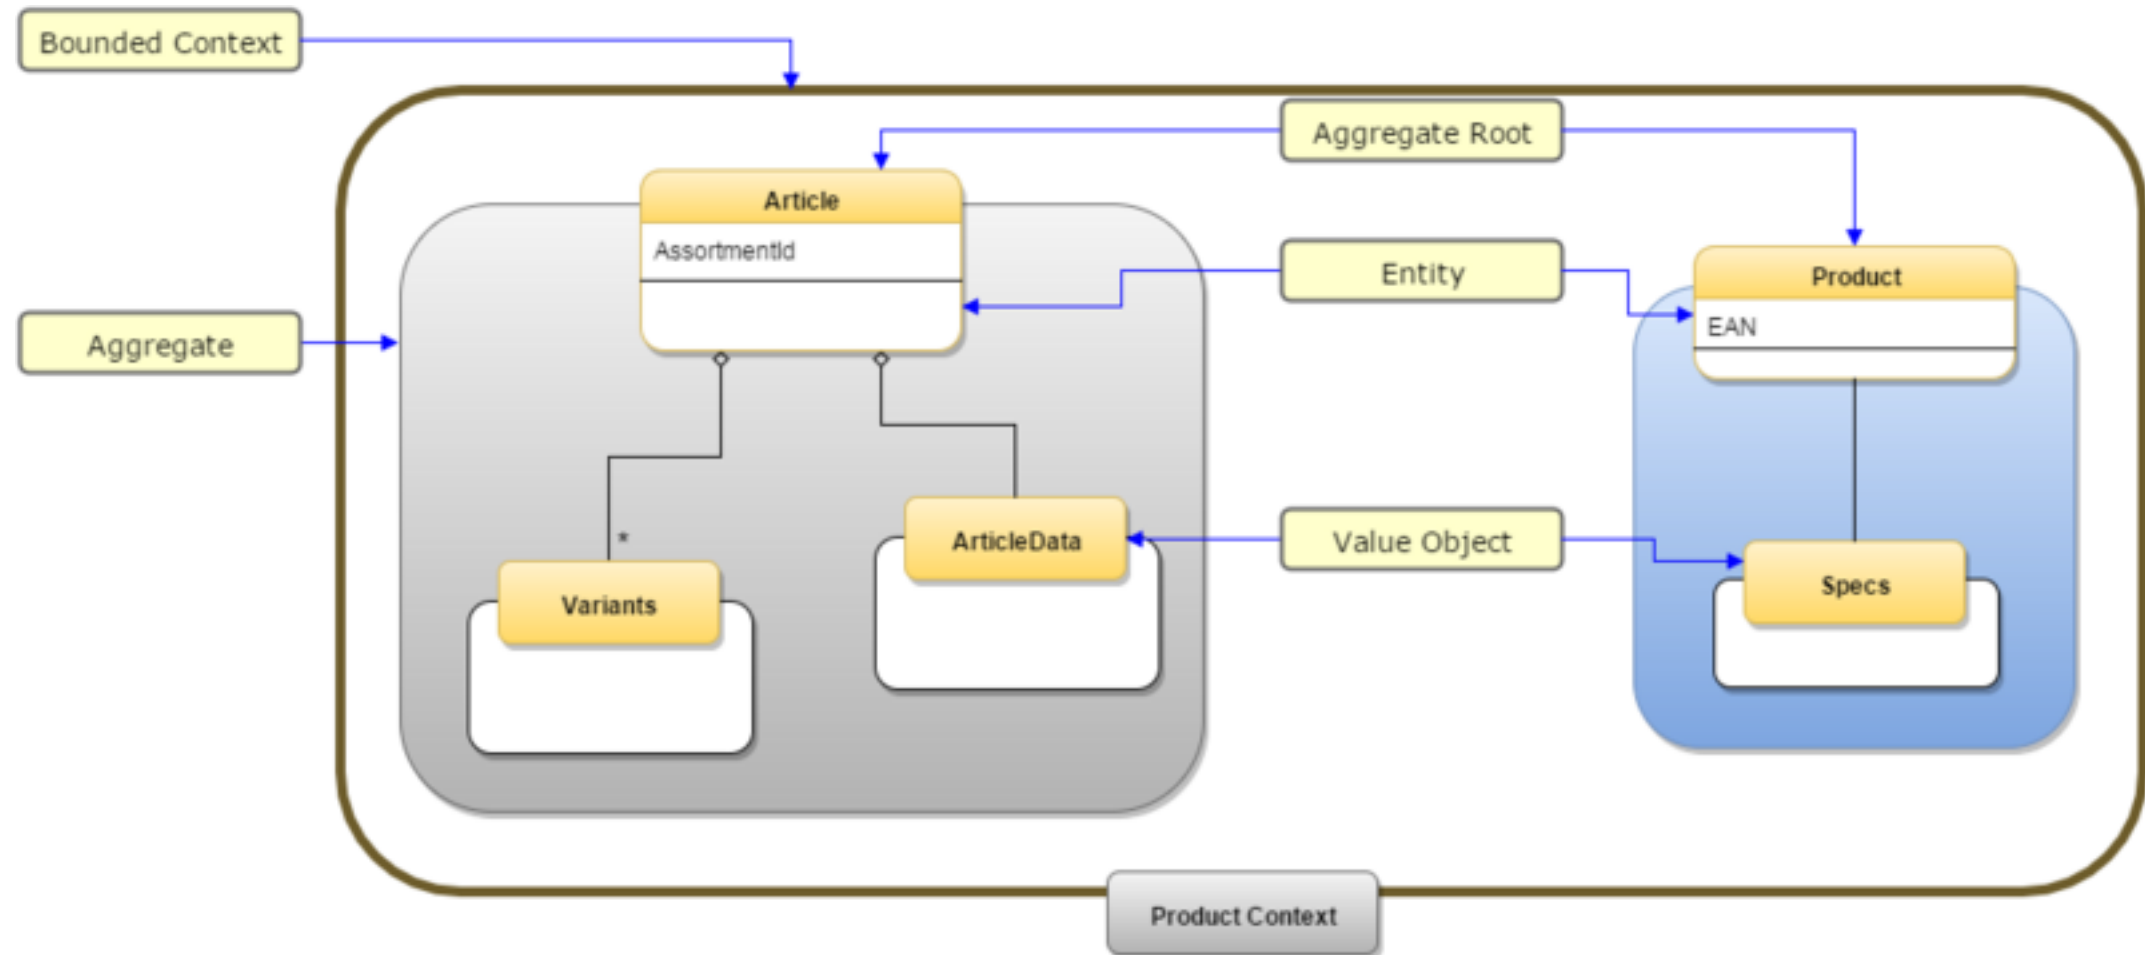 Bounded Context
Aggregate Root
Article
AssortmentId
Entity
Product
EAN
Aggregate
*
ArticleData
Value Object
Specs
Variants
Product Context